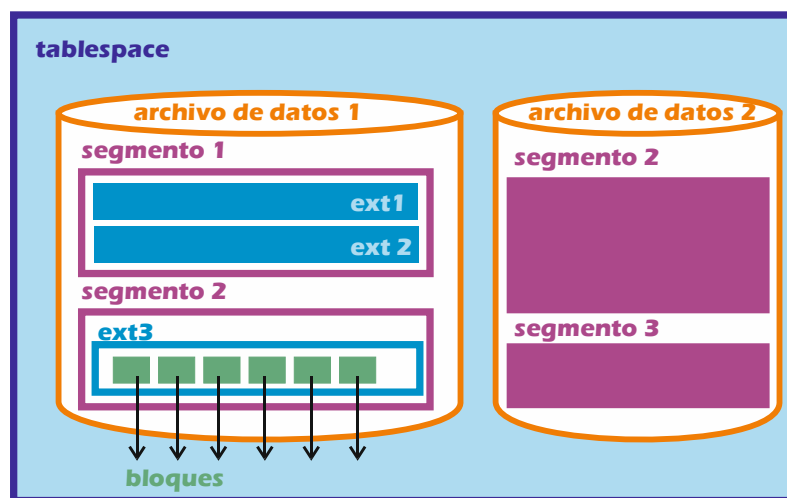 tablespace
archivo de datos 1
segmento 1
ext1
ext 2
segmento 2
ext3
bloques
archivo de datos 2
segmento 2
segmento 3